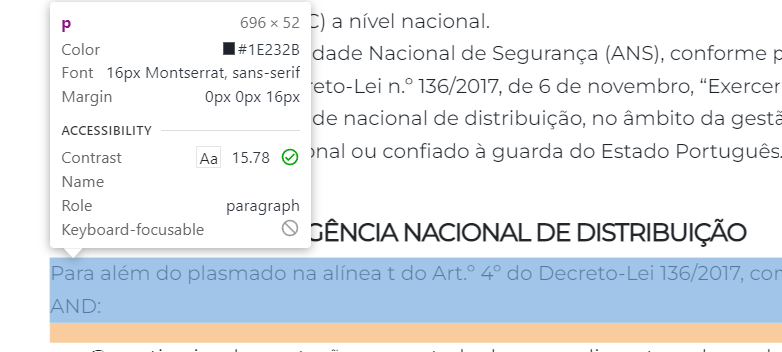 p 696 × 52
Color #1E232B
Font 16px Montserrat, sans-serif
Margin 0px 0px 16px
ACCESSIBILITY
Contrast Aa 15.78
Name
Role paragraph
Keyboard-focusable
C) a nível nacional.
dade Nacional de Segurança (ANS), conforme p
reto-Lei n.º 136/2017, de 6 de novembro, “Exercer
de nacional de distribuição, no âmbito da gestã
onal ou confiado à guarda do Estado Português.
GÊNCIA NACIONAL DE DISTRIBUIÇÃO
Para além do plasmado na alínea t do Art.º 4º do Decreto-Lei 136/2017, con
AND: